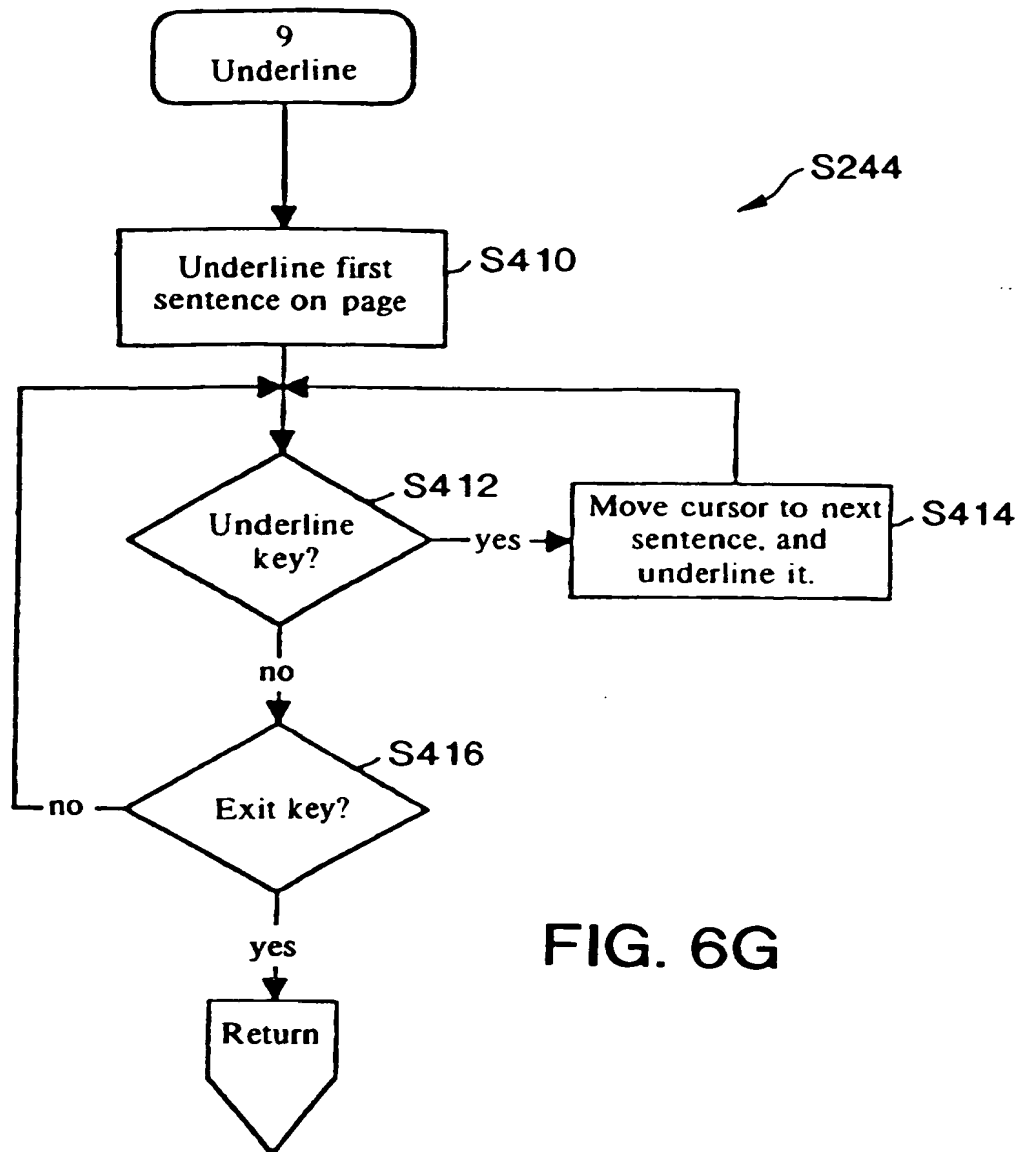 9
Underline
S244
Underline first
sentence on page
S410
S412
Underline
key?
yes
Move cursor to next
sentence, and
underline it.
S414
no
S416
Exit key?
no
yes
FIG. 6G
Return